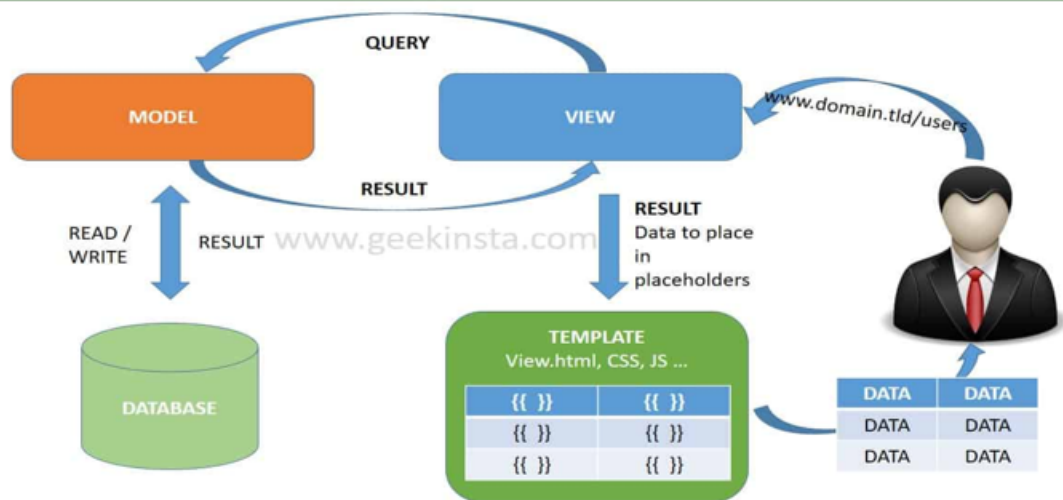 QUERY
MODEL
VIEW
www.domain.tld/users
RESULT
READ /
WRITE
RESULT
www.geekinsta.com
RESULT
Data to place
in
placeholders
DATABASE
TEMPLATE
View.html, CSS, JS ...
{{ }} {{ }}
{{ }} {{ }}
{{ }} {{ }}
DATA DATA
DATA DATA
DATA DATA